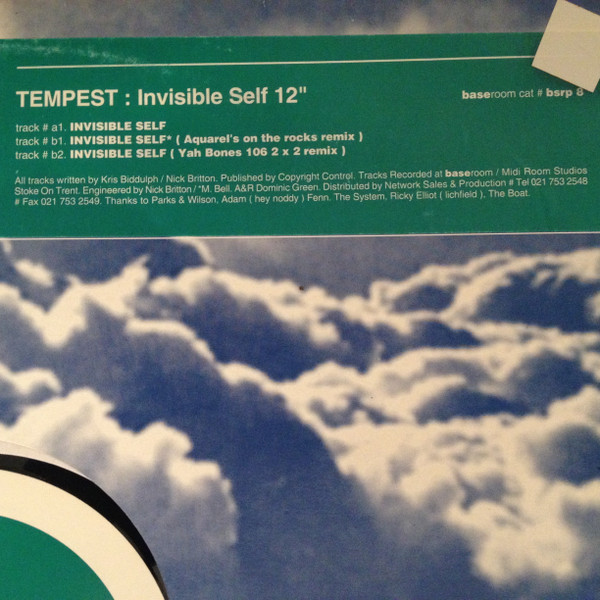 TEMPEST : Invisible Self 12"
baseroom cat # bsrp 8
track # a1. INVISIBLE SELF
track # b1. INVISIBLE SELF* ( Aquarel's on the rocks remix )
track # b2. INVISIBLE SELF ( Yah Bones 106 2 x 2 remix )
All tracks written by Kris Biddulph / Nick Britton. Published by Copyright Control. Tracks Recorded at baseroom / Midi Room Studios
Stoke On Trent. Engineered by Nick Britton / *M. Bell. A&R Dominic Green. Distributed by Network Sales & Production # Tel 021 753 2548
# Fax 021 753 2549. Thanks to Parks & Wilson, Adam ( hey noddy ) Fenn. The System, Ricky Elliot ( lichfield ), The Boat.